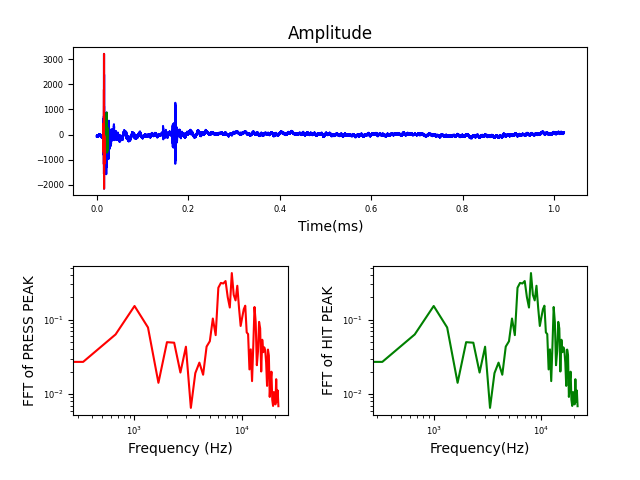 Amplitude
3000
2000
1000
0
−1000
−2000
0.0 0.2 0.4 0.6 0.8 1.0
Time(ms)
FFT of PRESS PEAK
10⁻¹
10⁻²
10³ 10⁴
Frequency (Hz)
FFT of HIT PEAK
10⁻¹
10⁻²
10³ 10⁴
Frequency(Hz)